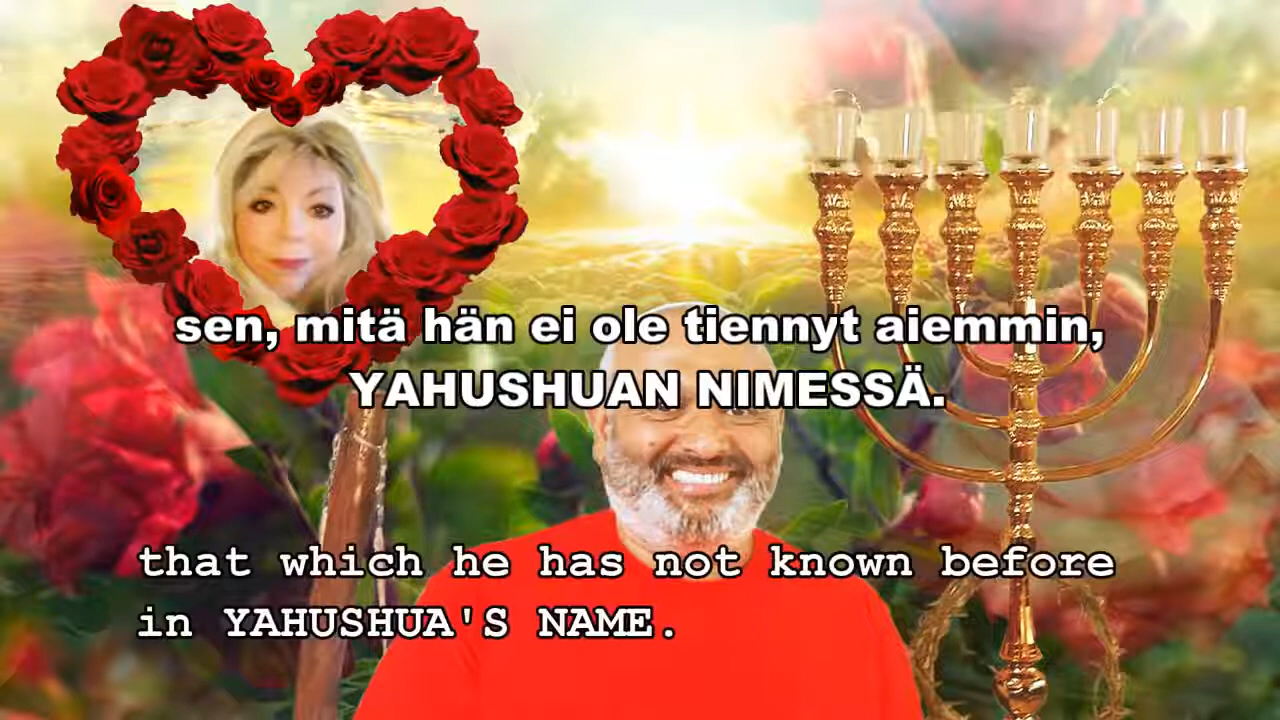 sen, mitä hän ei ole tiennyt aiemmin,
YAHUSHUAN NIMESSÄ.
that which he has not known before
in YAHUSHUA'S NAME.